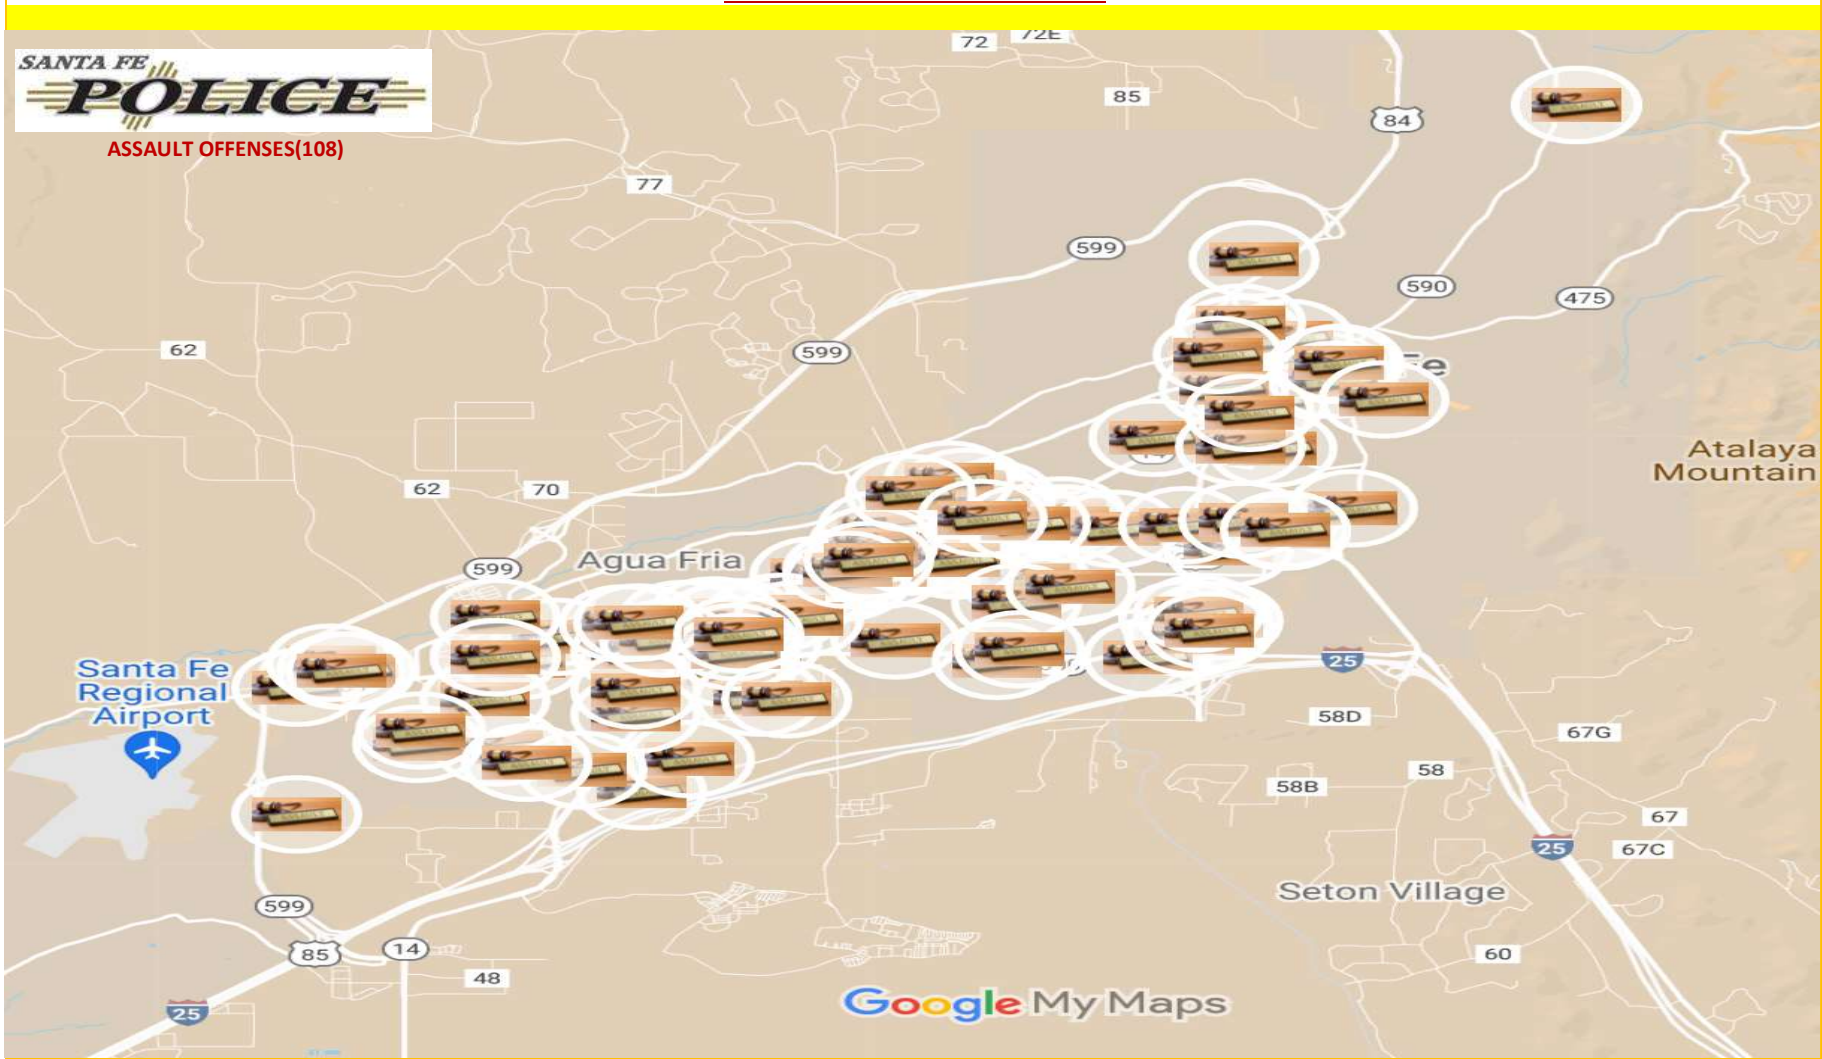 SANTA FE
POLICE
ASSAULT OFFENSES(108)
72
72E
85
84
77
599
590
475
62
599
Fe
Atalaya
Mountain
62
70
Agua Fria
599
ASSAULT
Santa Fe
Regional
Airport
25
58D
67G
58
58B
67
25
67C
Seton Village
599
85
14
60
48
25
Google My Maps